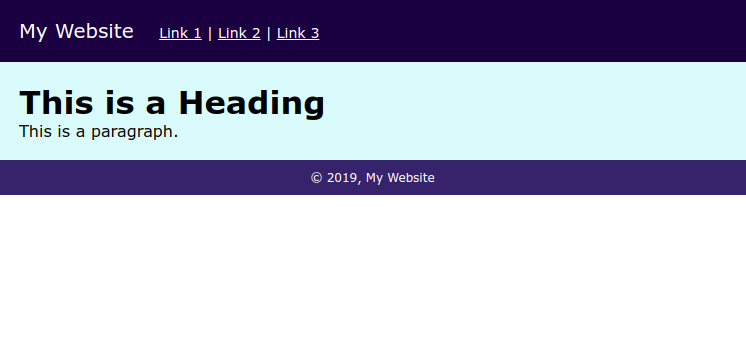 My Website Link 1 | Link 2 | Link 3
This is a Heading
This is a paragraph.
© 2019, My Website